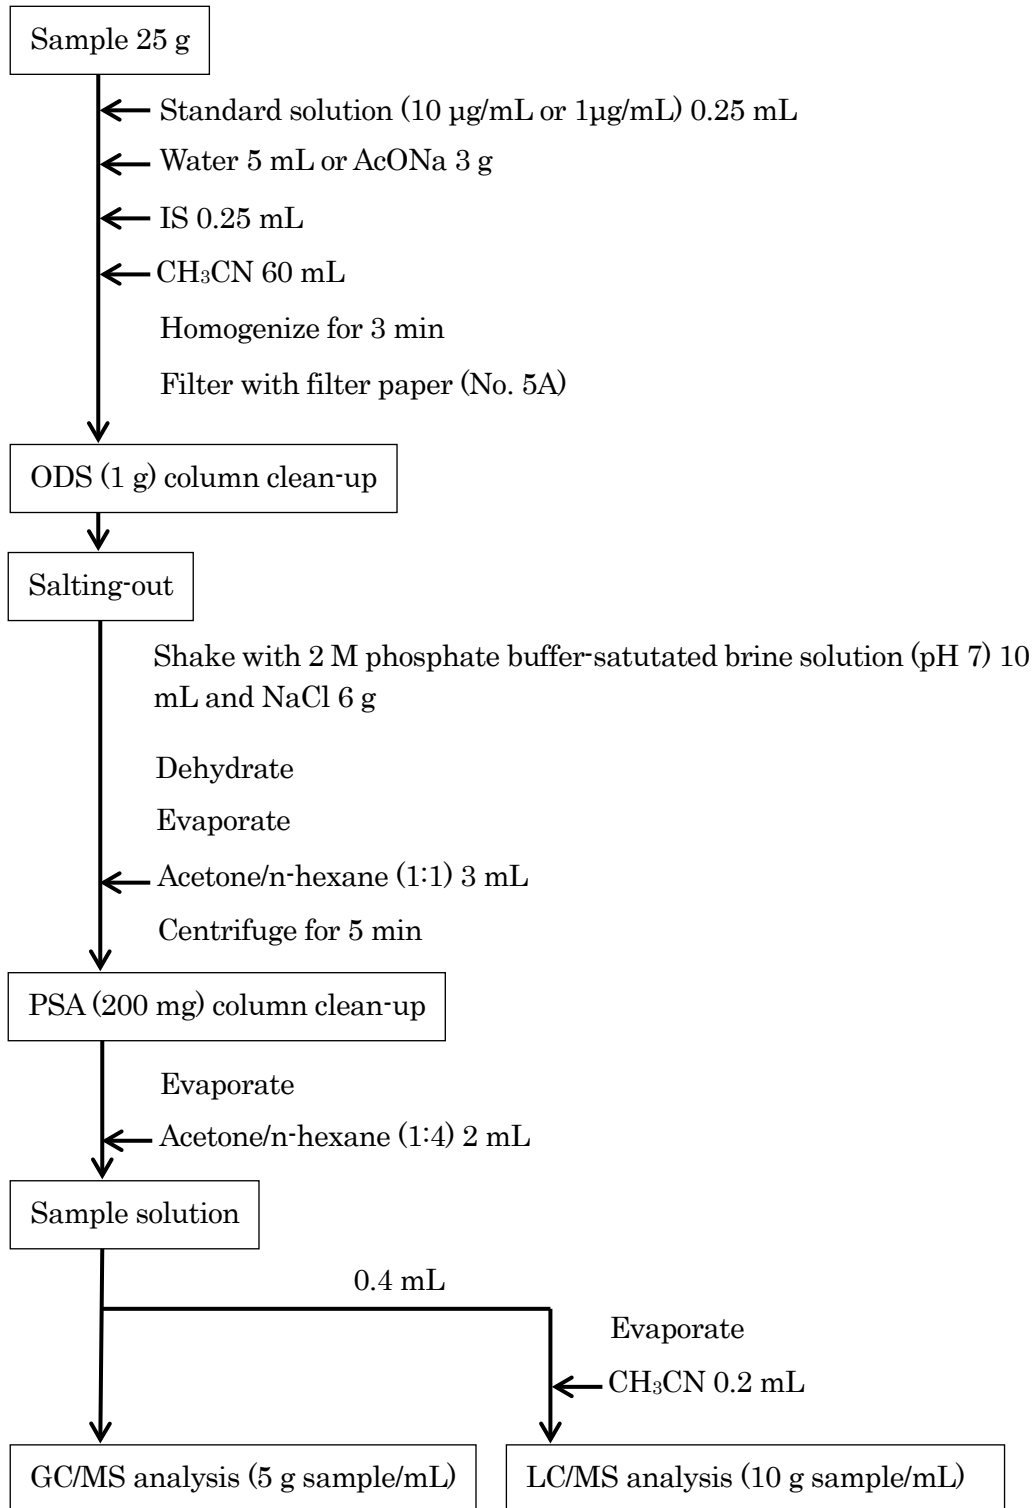 Sample 25 g
Standard solution (10 μg/mL or 1μg/mL) 0.25 mL
Water 5 mL or AcONa 3 g
IS 0.25 mL
CH₃CN 60 mL
Homogenize for 3 min
Filter with filter paper (No. 5A)
ODS (1 g) column clean-up
Salting-out
Shake with 2 M phosphate buffer-satutated brine solution (pH 7) 10
mL and NaCl 6 g
Dehydrate
Evaporate
Acetone/n-hexane (1:1) 3 mL
Centrifuge for 5 min
PSA (200 mg) column clean-up
Evaporate
Acetone/n-hexane (1:4) 2 mL
Sample solution
0.4 mL
Evaporate
CH₃CN 0.2 mL
GC/MS analysis (5 g sample/mL)
LC/MS analysis (10 g sample/mL)